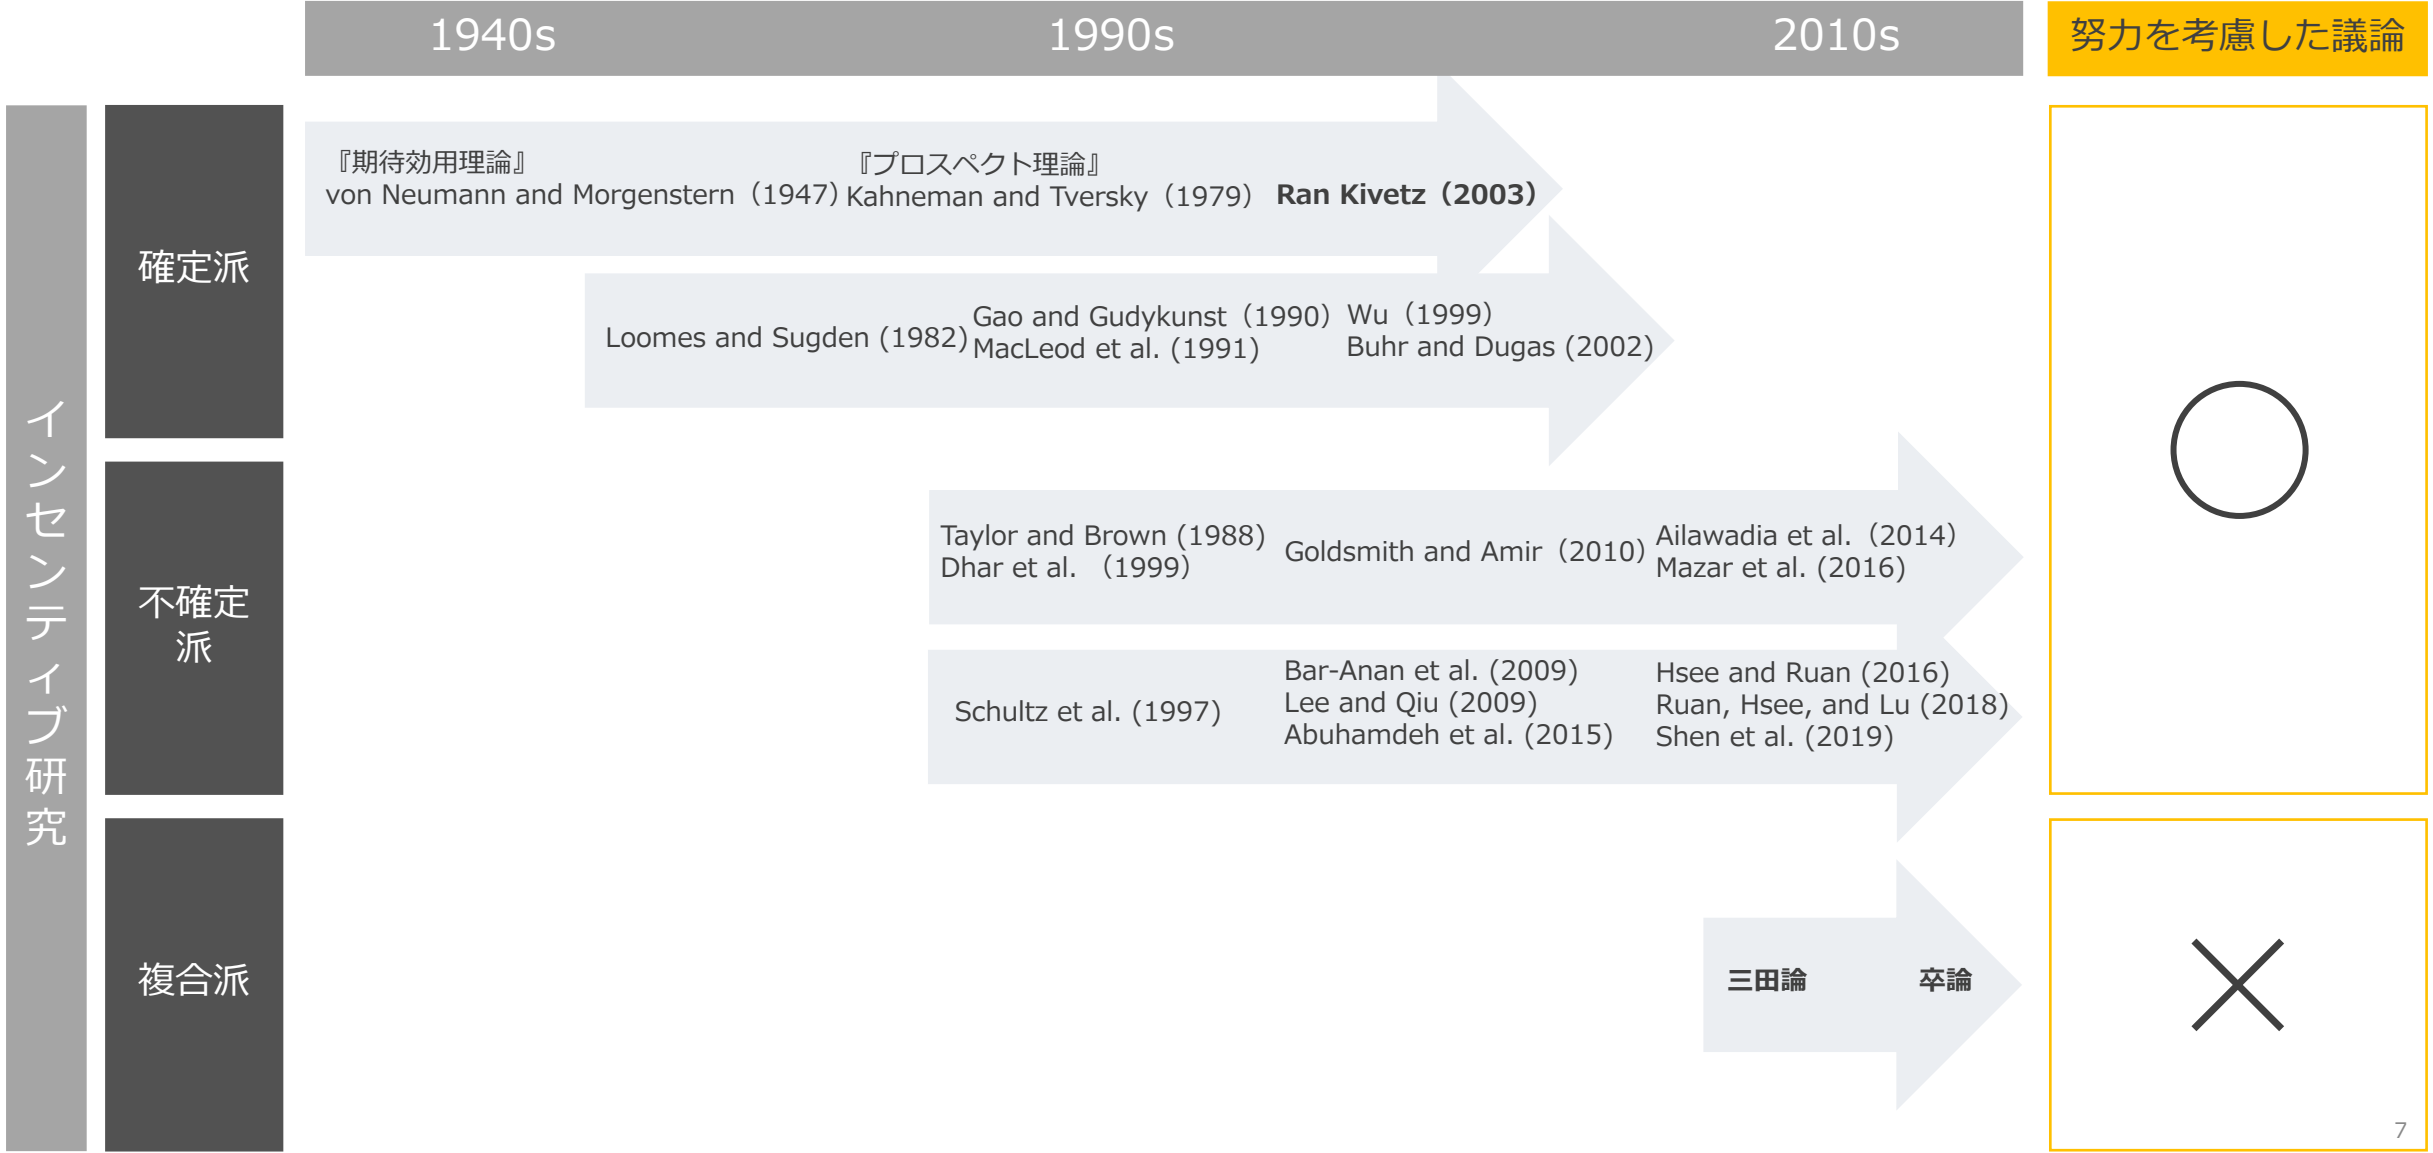 1940s
1990s
2010s
努力を考慮した議論
インセンティブ研究
確定派
『期待効用理論』
von Neumann and Morgenstern（1947）
『プロスペクト理論』
Kahneman and Tversky（1979）
Ran Kivetz（2003）
Loomes and Sugden (1982)
Gao and Gudykunst（1990）
MacLeod et al. (1991)
Wu（1999）
Buhr and Dugas (2002)
不確定
派
Taylor and Brown (1988)
Dhar et al. （1999）
Goldsmith and Amir（2010）
Ailawadia et al.（2014）
Mazar et al. (2016)
Schultz et al. (1997)
Bar-Anan et al. (2009)
Lee and Qiu (2009)
Abuhamdeh et al. (2015)
Hsee and Ruan (2016)
Ruan, Hsee, and Lu (2018)
Shen et al. (2019)
複合派
三田論
卒論
7